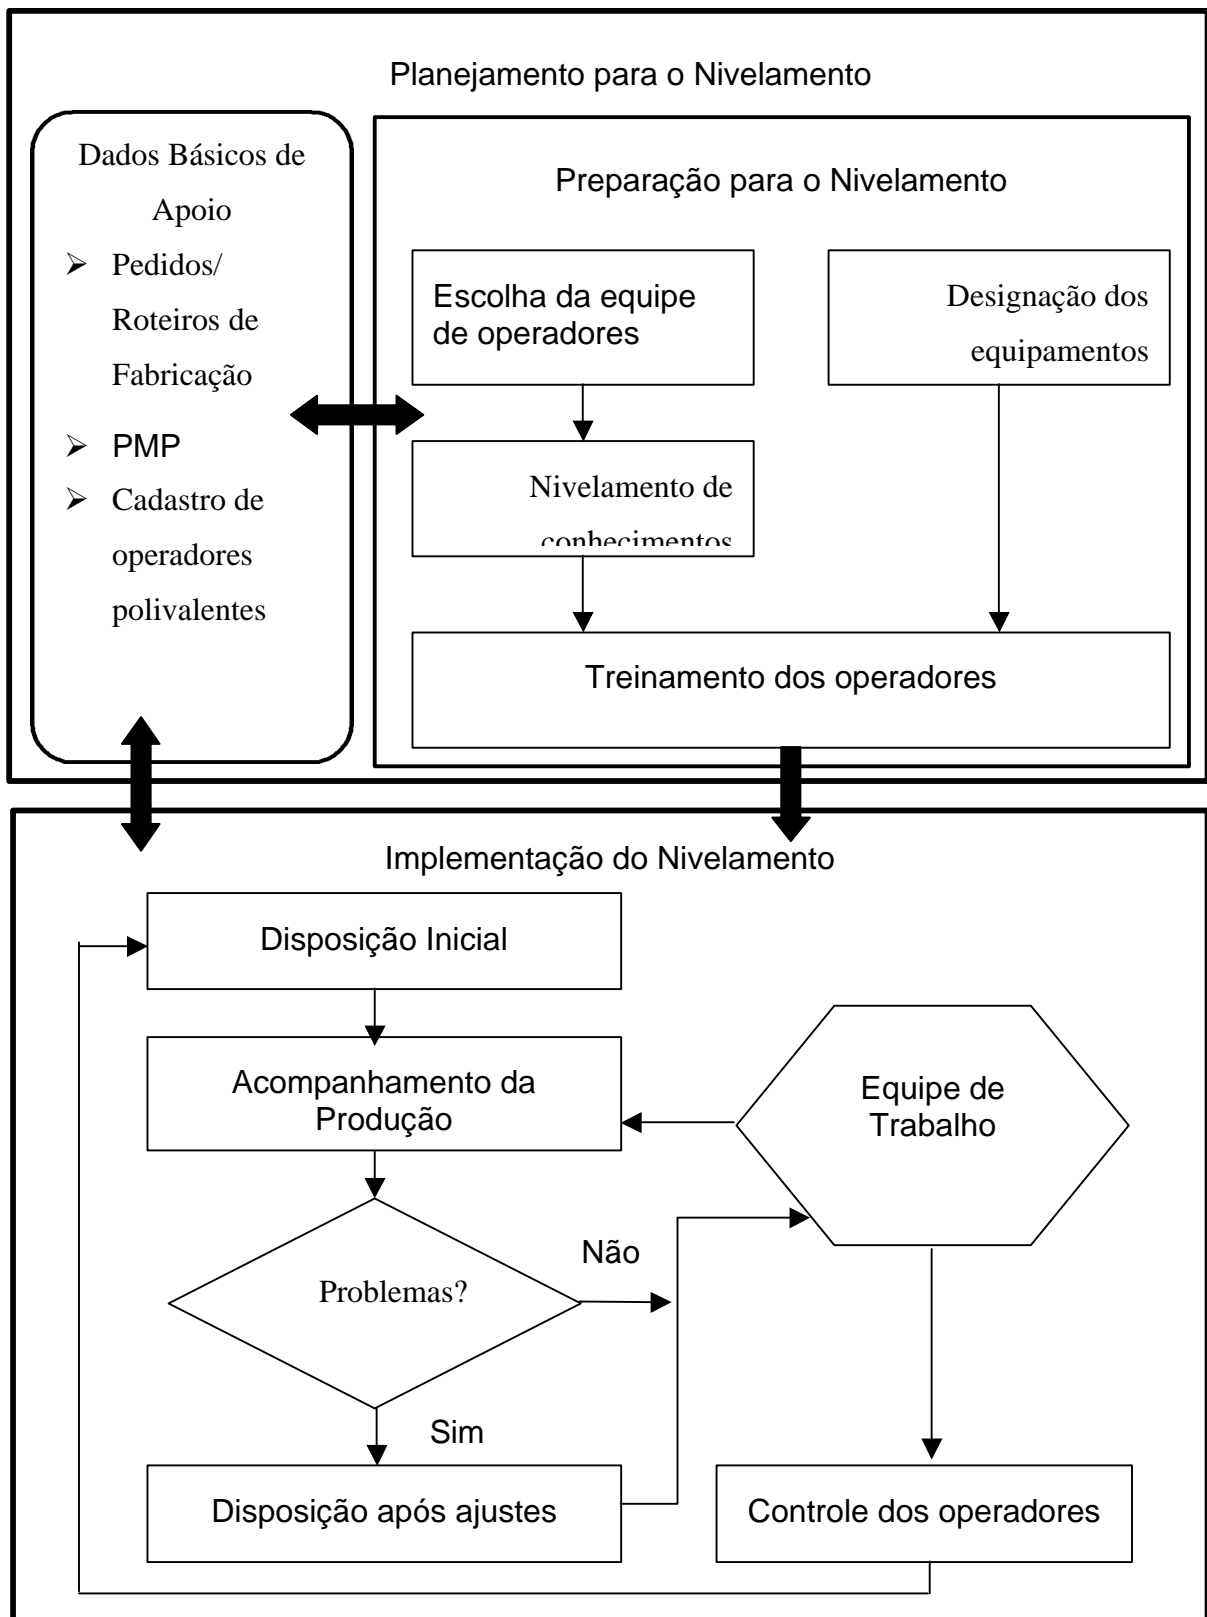 Planejamento para o Nivelamento
Dados Básicos de
Apoio
➢ Pedidos/
Roteiros de
Fabricação
➢ PMP
➢ Cadastro de
operadores
polivalentes
Preparação para o Nivelamento
Escolha da equipe
de operadores
Designação dos
equipamentos
Nivelamento de
conhecimentos
Treinamento dos operadores
Implementação do Nivelamento
Disposição Inicial
Acompanhamento da
Produção
Equipe de
Trabalho
Não
Problemas?
Sim
Disposição após ajustes
Controle dos operadores